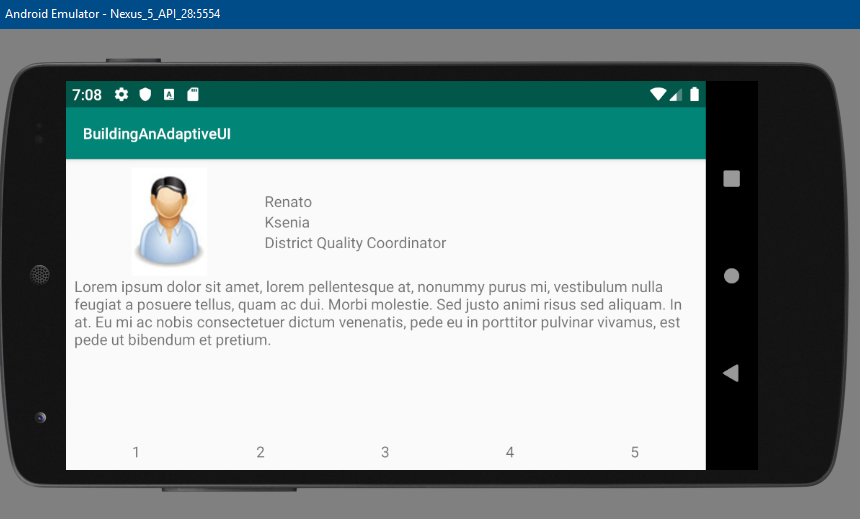 Android Emulator - Nexus_5_API_28:5554
7:08
A
BuildingAnAdaptiveUI
Renato
Ksenia
District Quality Coordinator
Lorem ipsum dolor sit amet, lorem pellentesque at, nonummy purus mi, vestibulum nulla
feugiat a posuere tellus, quam ac dui. Morbi molestie. Sed justo animi risus sed aliquam. In
at. Eu mi ac nobis consectetuer dictum venenatis, pede eu in porttitor pulvinar vivamus, est
pede ut bibendum et pretium.
1 2 3 4 5